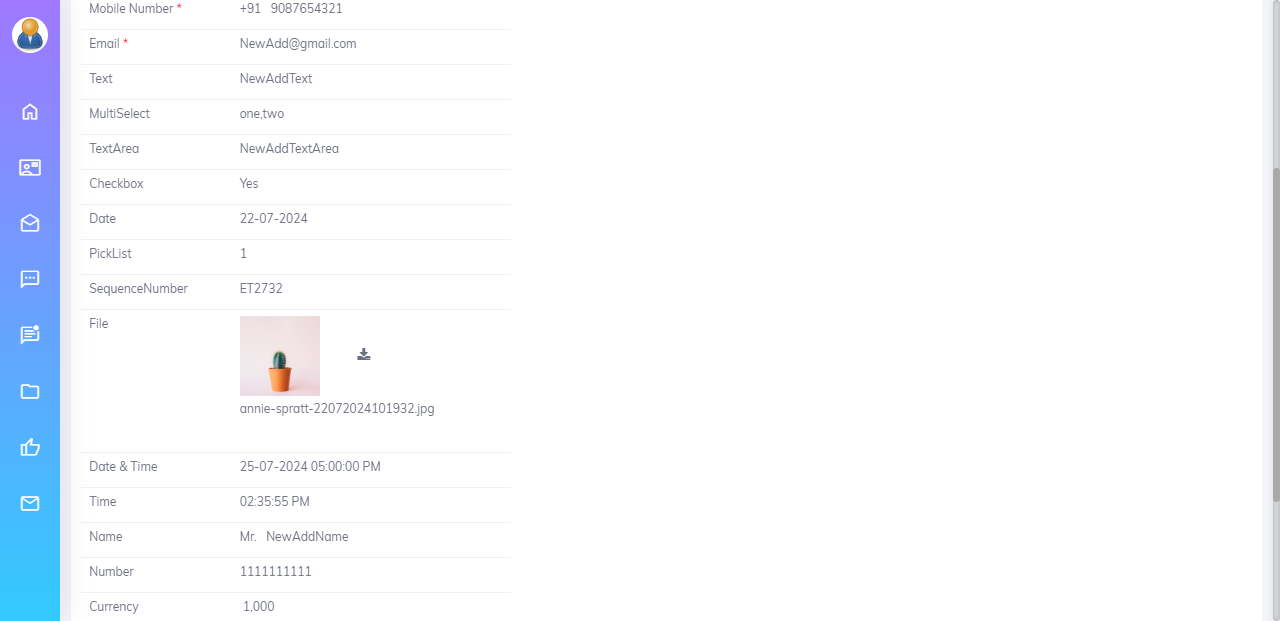 Mobile Number * +91 9087654321
Email * NewAdd@gmail.com
Text NewAddText
MultiSelect one,two
TextArea NewAddTextArea
Checkbox Yes
Date 22-07-2024
PickList 1
SequenceNumber ET2732
File
annie-spratt-22072024101932.jpg
Date & Time 25-07-2024 05:00:00 PM
Time 02:35:55 PM
Name Mr. NewAddName
Number 1111111111
Currency 1,000